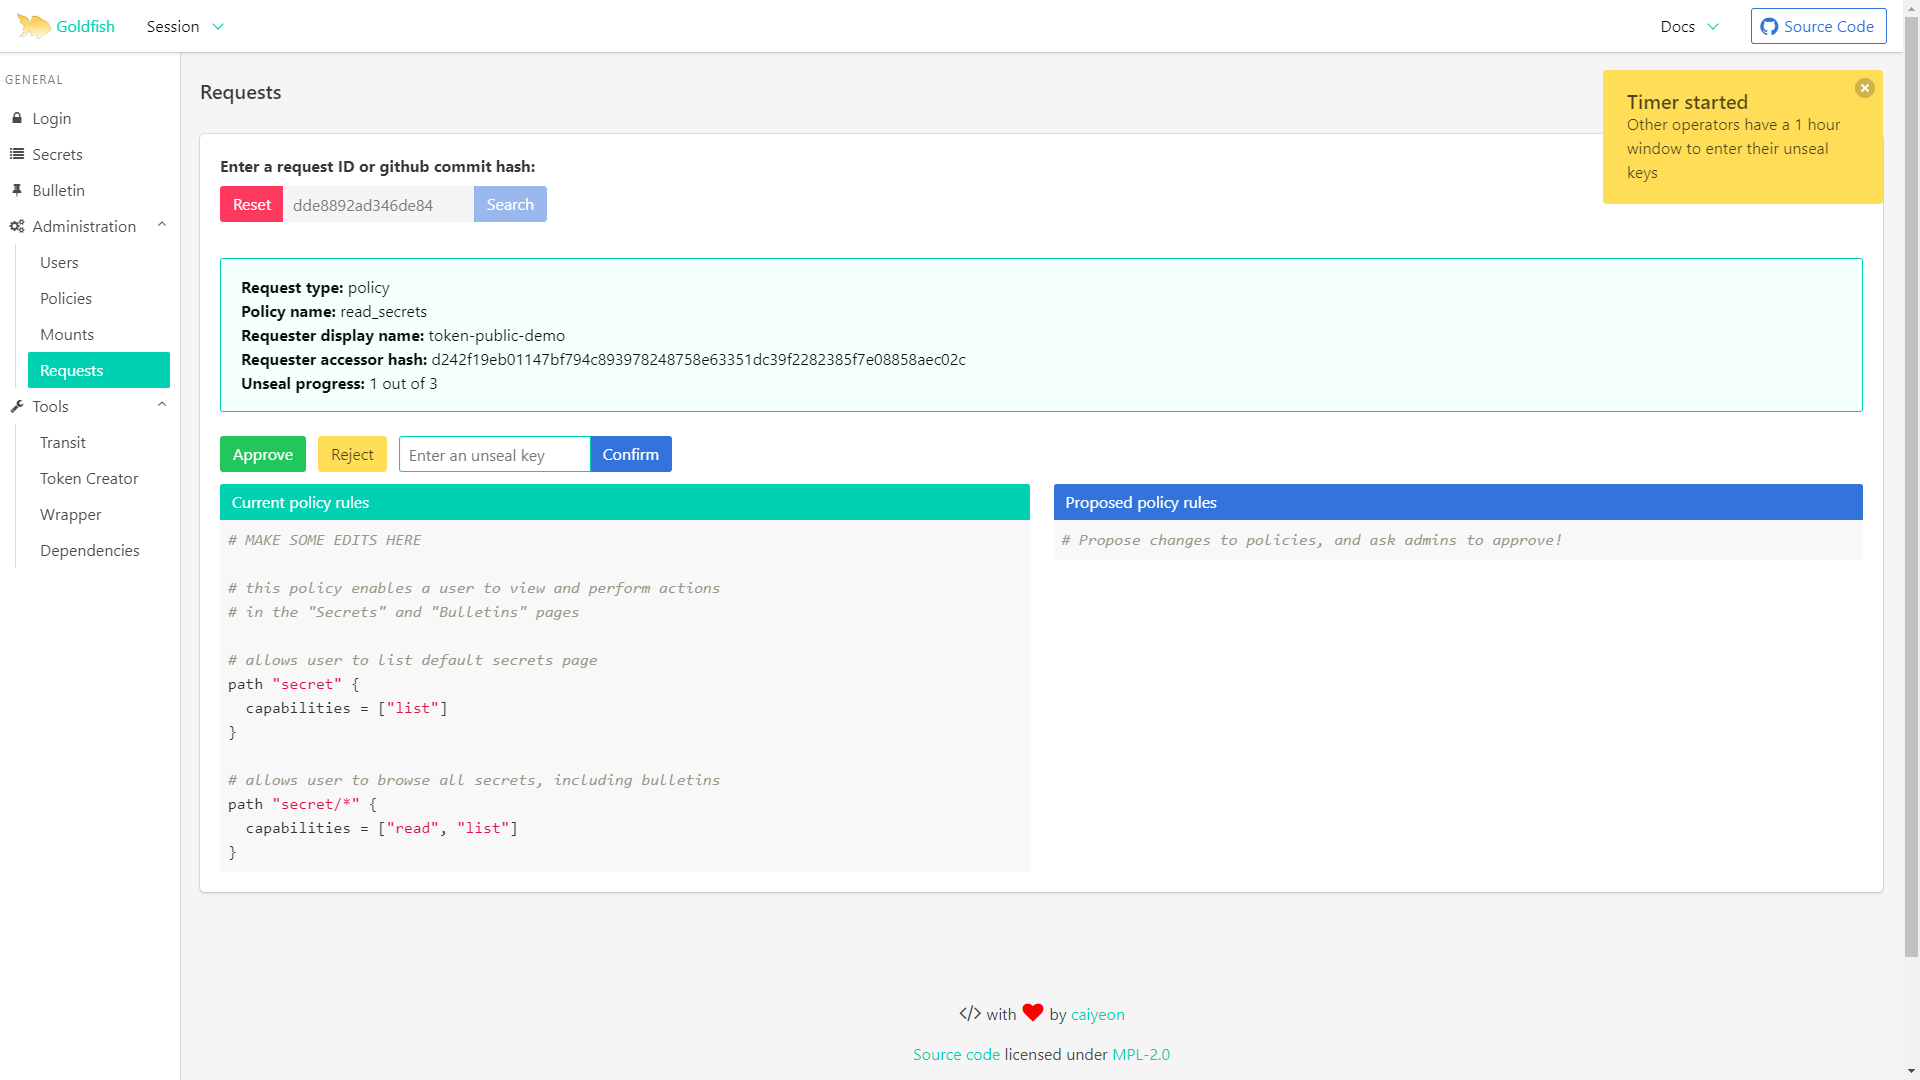 Goldfish
Session
Docs
Source Code
GENERAL
Login
Secrets
Bulletin
Administration
Users
Policies
Mounts
Requests
Tools
Transit
Token Creator
Wrapper
Dependencies
Requests
Timer started
Other operators have a 1 hour
window to enter their unseal
keys
Enter a request ID or github commit hash:
Reset dde8892ad346de84 Search
Request type: policy
Policy name: read_secrets
Requester display name: token-public-demo
Requester accessor hash: d242f19eb01147bf794c893978248758e63351dc39f2282385f7e08858aec02c
Unseal progress: 1 out of 3
Approve Reject Enter an unseal key Confirm
Current policy rules
# MAKE SOME EDITS HERE
# this policy enables a user to view and perform actions
# in the "Secrets" and "Bulletins" pages
# allows user to list default secrets page
path "secret" {
capabilities = ["list"]
}
# allows user to browse all secrets, including bulletins
path "secret/*" {
capabilities = ["read", "list"]
}
Proposed policy rules
# Propose changes to policies, and ask admins to approve!
</> with ❤ by caiyeon
Source code licensed under MPL-2.0